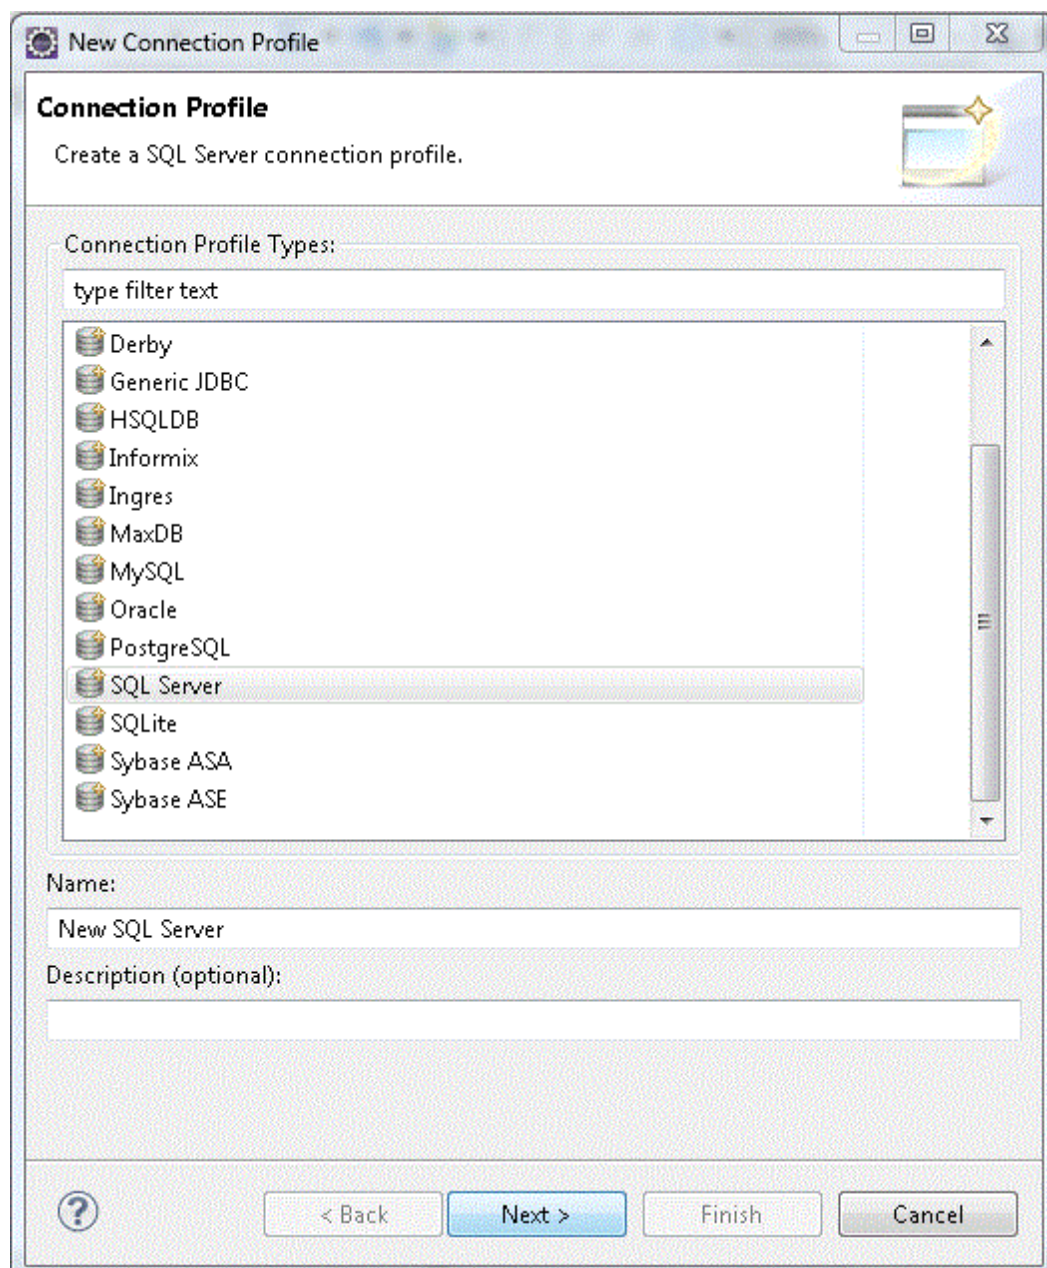 New Connection Profile
Connection Profile
Create a SQL Server connection profile.
Connection Profile Types:
type filter text
Derby
Generic JDBC
HSQLDB
Informix
Ingres
MaxDB
MySQL
Oracle
PostgreSQL
SQL Server
SQLite
Sybase ASA
Sybase ASE
Name:
New SQL Server
Description (optional):
< Back Next > Finish Cancel